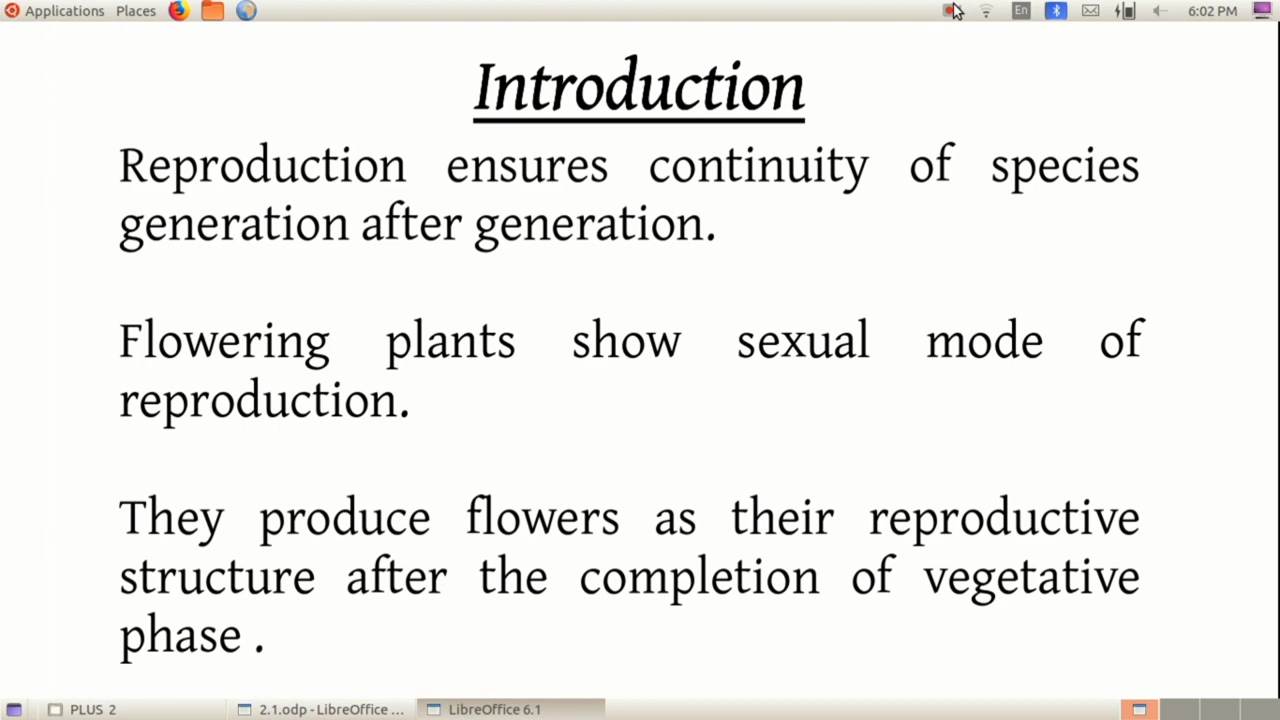 Applications Places En 6:02 PM
Introduction
Reproduction ensures continuity of species
generation after generation.
Flowering plants show sexual mode of
reproduction.
They produce flowers as their reproductive
structure after the completion of vegetative
phase .
PLUS 2 2.1.odp - LibreOffice ... LibreOffice 6.1